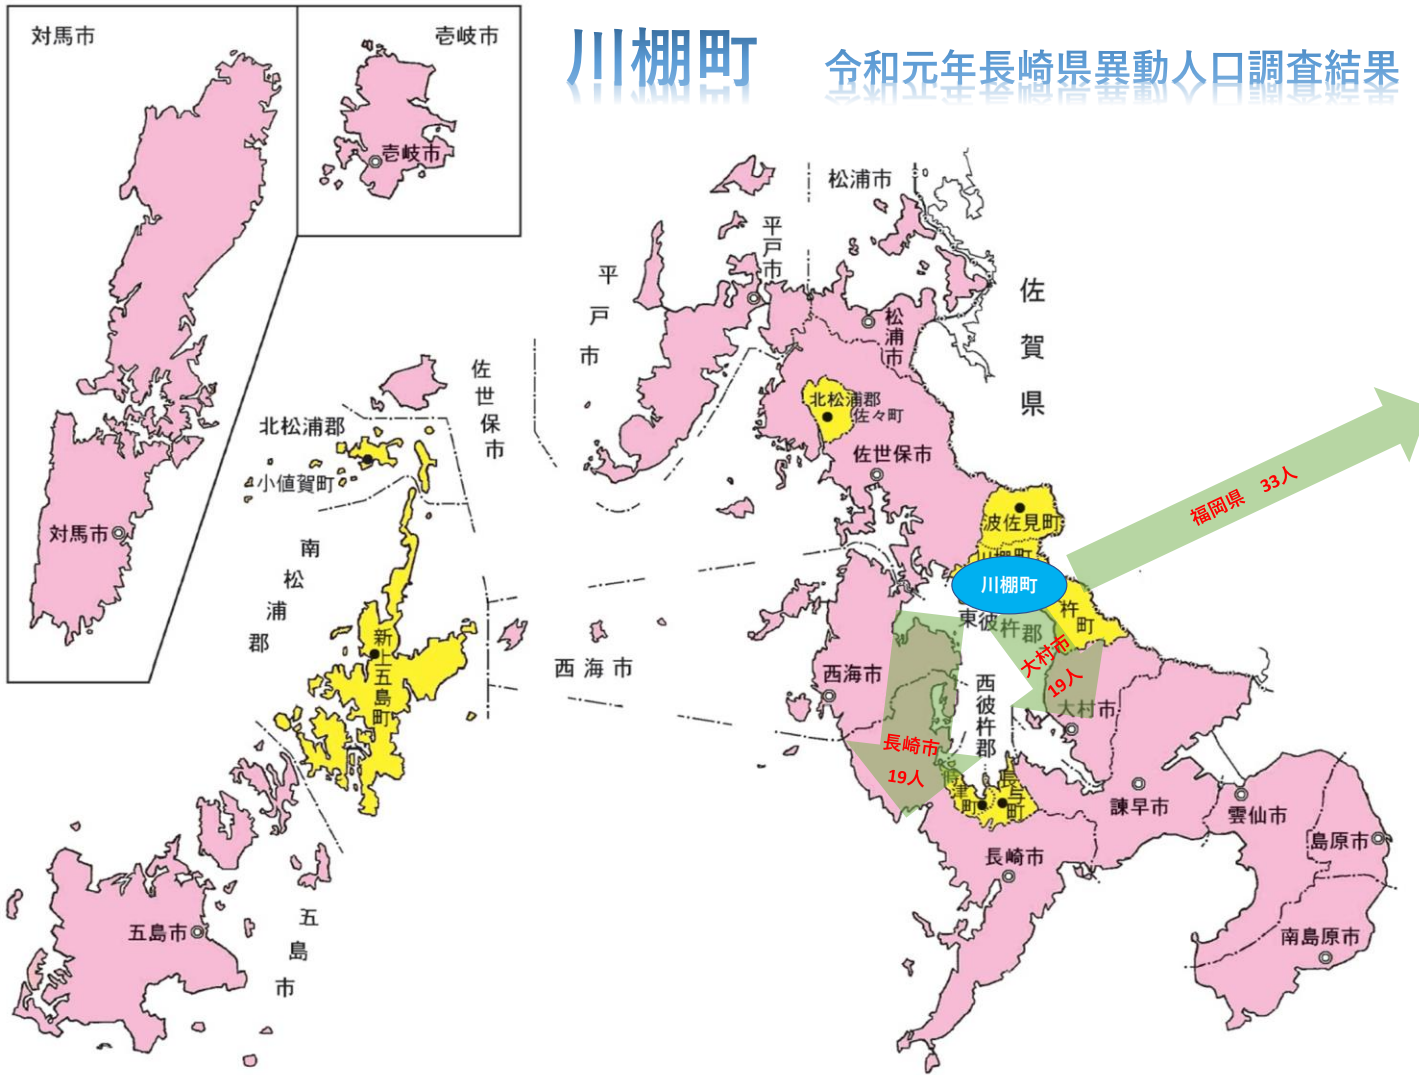 対馬市
壱岐市
川棚町
令和元年長崎県異動人口調査結果
壱岐市
松浦市
平戸市
平戸市
佐賀県
松浦市
佐世保市
北松浦郡
佐々町
北松浦郡
小値賀町
佐世保市
福岡県 33人
波佐見町
対馬市
川棚町
川棚町
南松浦郡
杵町
東彼杵郡
新上五島町
西海市
西海市
大村市
19人
西彼杵郡
大村市
長崎市
19人
時津町
長与町
諫早市
雲仙市
島原市
長崎市
五島市
五島市
南島原市